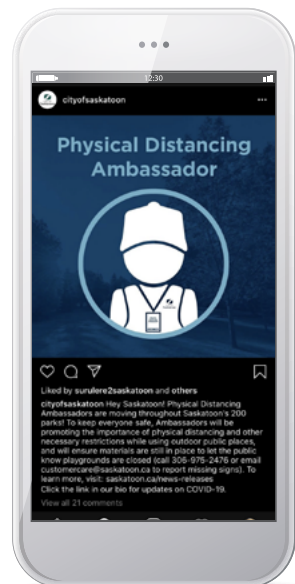 12:30
cityofsaskatoon
Physical Distancing
Ambassador
Liked by surulere2saskatoon and others
cityofsaskatoon Hey Saskatoon! Physical Distancing
Ambassadors are moving throughout Saskatoon's 200
parks! To keep everyone safe, Ambassadors will be
promoting the importance of physical distancing and other
necessary restrictions while using outdoor public places,
and will ensure materials are still in place to let the public
know playgrounds are closed (call 306-975-2476 or email
customercare@saskatoon.ca to report missing signs). To
learn more, visit: saskatoon.ca/news-releases
Click the link in our bio for updates on COVID-19.
View all 21 comments